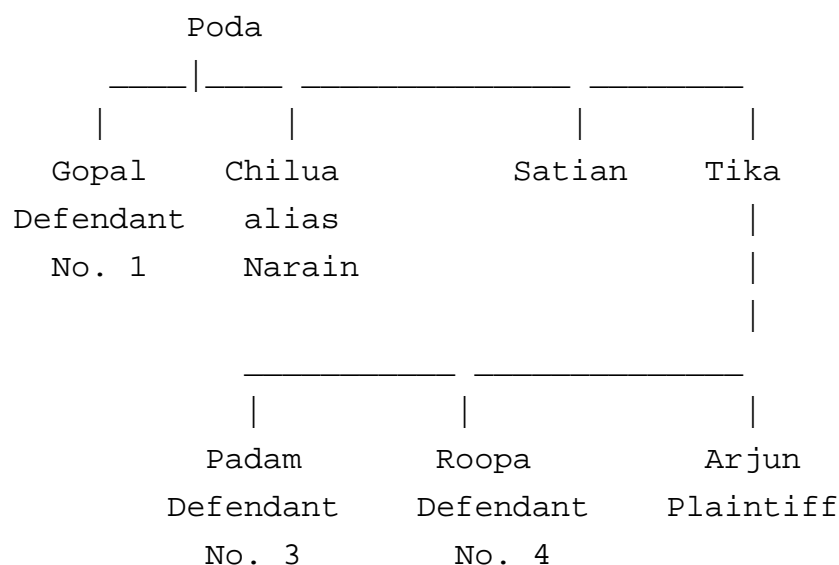 Poda
Gopal Chilua Satian Tika
Defendant alias
No. 1 Narain
Padam Roopa Arjun
Defendant Defendant Plaintiff
No. 3 No. 4